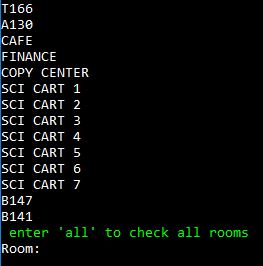 T166
A130
CAFE
FINANCE
COPY CENTER
SCI CART 1
SCI CART 2
SCI CART 3
SCI CART 4
SCI CART 5
SCI CART 6
SCI CART 7
B147
B141
enter 'all' to check all rooms
Room: